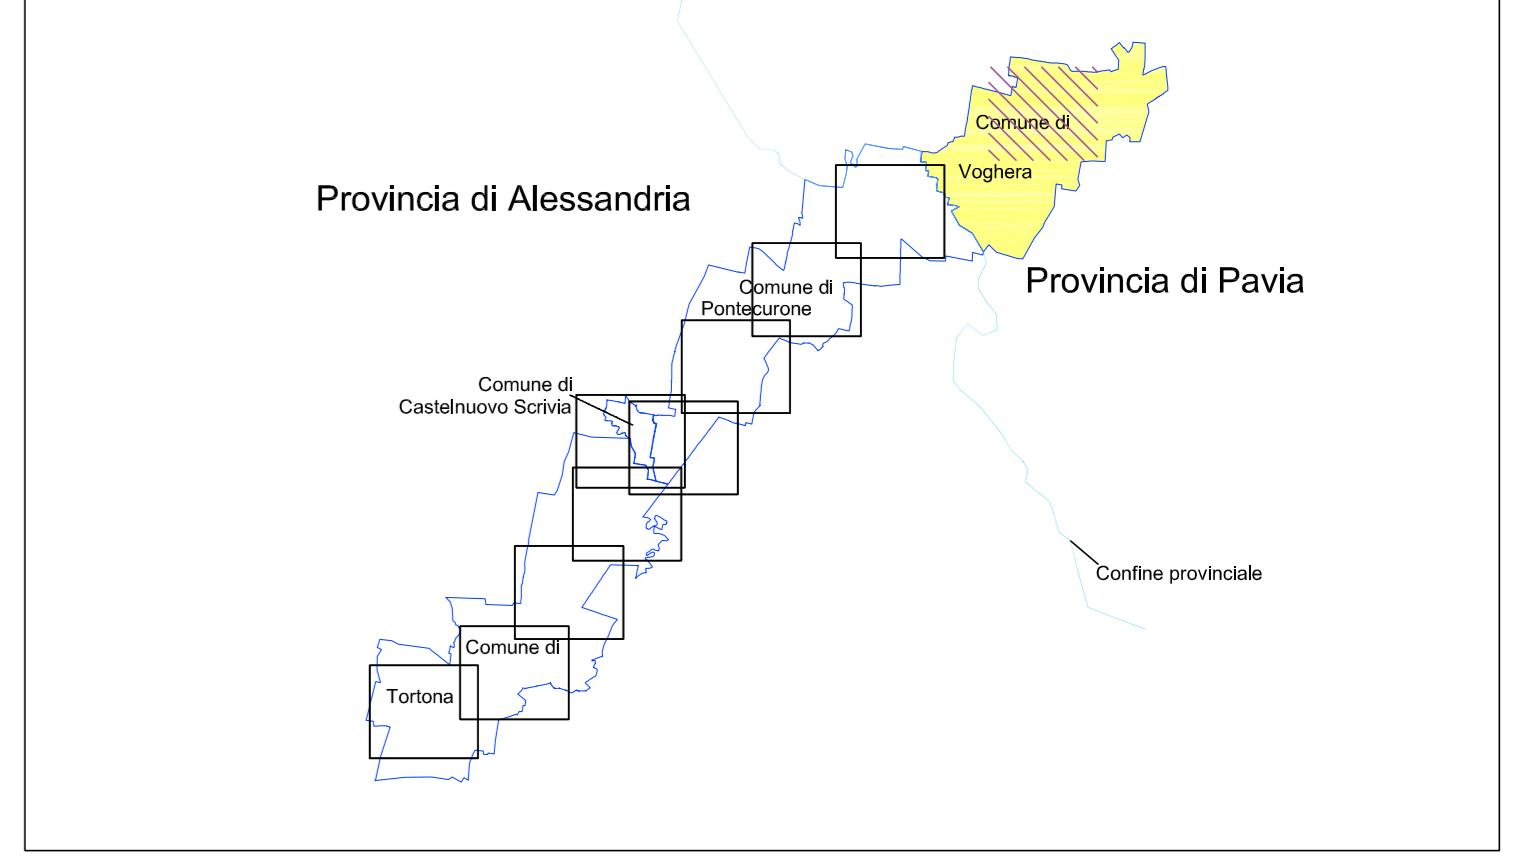 Comune di
Voghera
Provincia di Alessandria
Provincia di Pavia
Comune di
Pontecurone
Comune di
Castelnuovo Scrivia
Confine provinciale
Comune di
Tortona